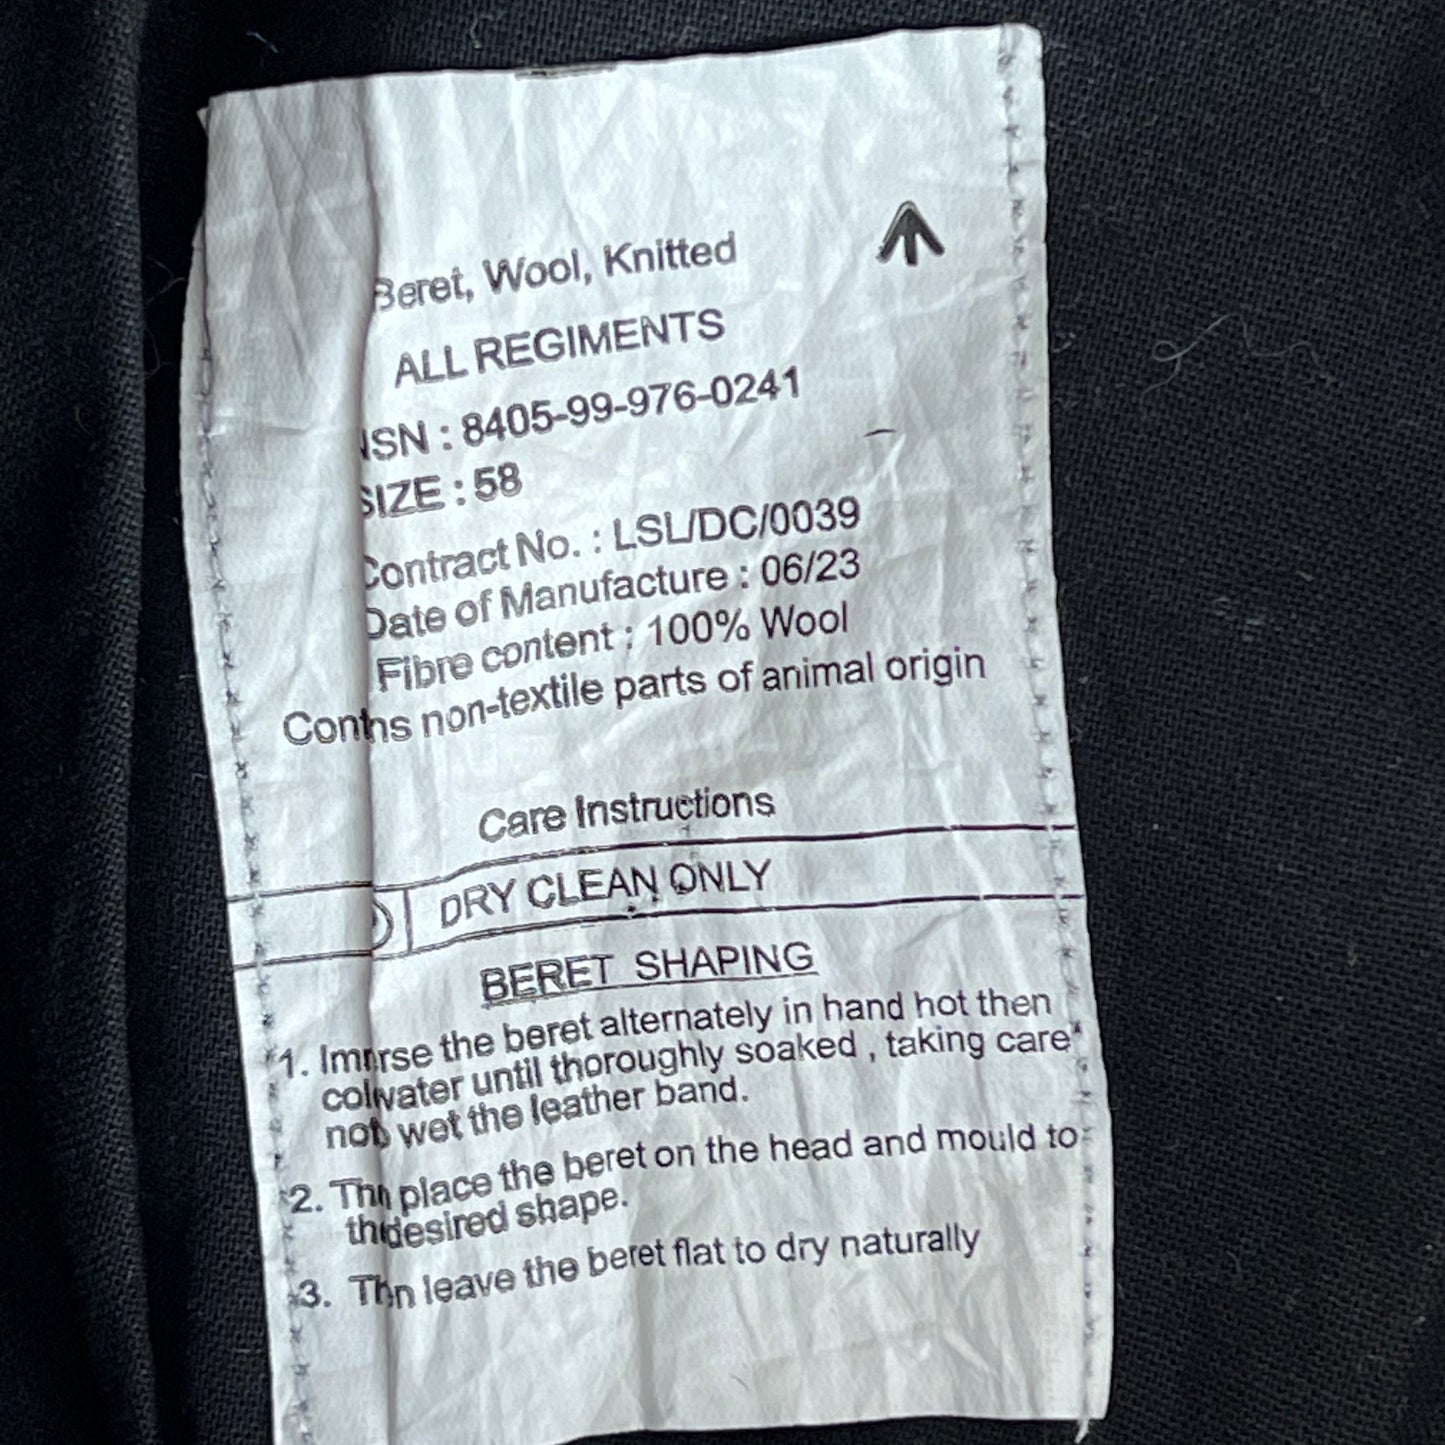 Beret, Wool, Knitted
ALL REGIMENTS
NSN : 8405-99-976-0241
SIZE : 58
Contract No. : LSL/DC/0039
Date of Manufacture : 06/23
Fibre content : 100% Wool
Conths non-textile parts of animal origin
Care Instructions
DRY CLEAN ONLY
BERET SHAPING
1. Immrse the beret alternately in hand hot then
colwater until thoroughly soaked , taking care
not wet the leather band.
2. Thn place the beret on the head and mould to
thdesired shape.
3. Thn leave the beret flat to dry naturally